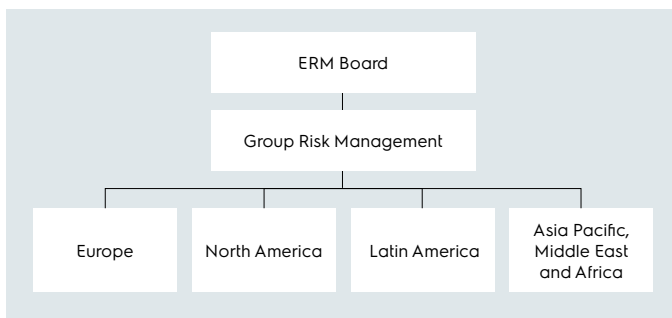 ERM Board
Group Risk Management
Europe
North America
Latin America
Asia Pacific,
Middle East
and Africa